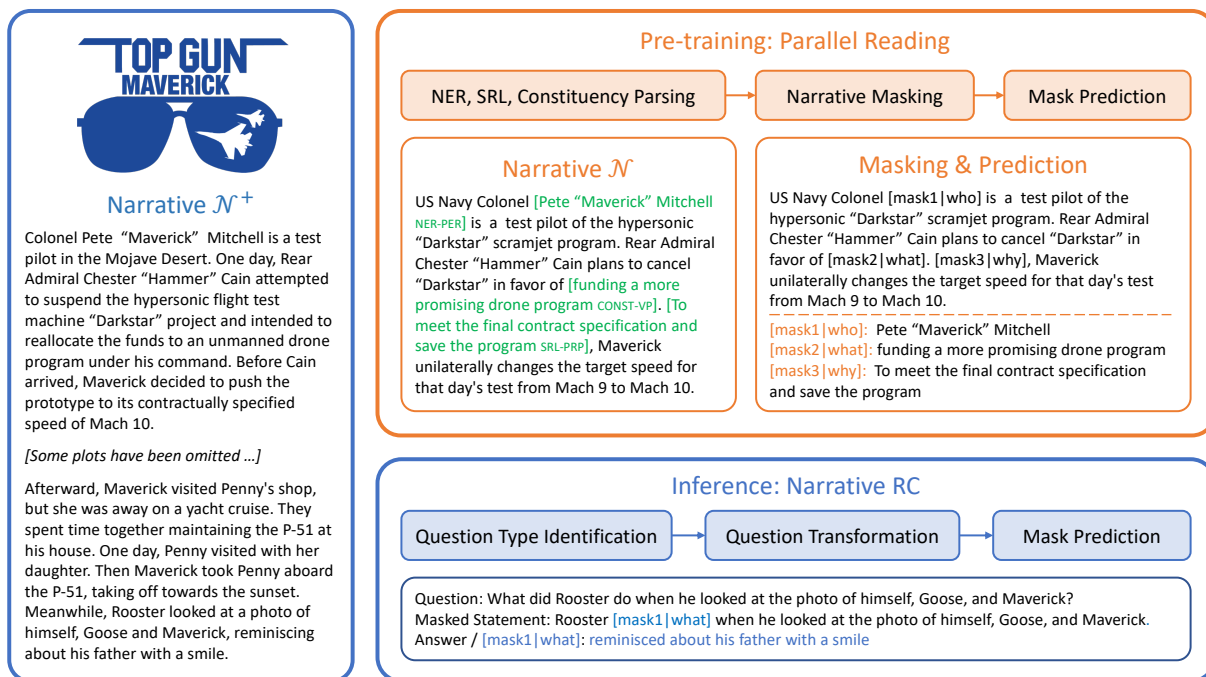 TOP GUN
MAVERICK
Narrative N+
Colonel Pete “Maverick” Mitchell is a test
pilot in the Mojave Desert. One day, Rear
Admiral Chester “Hammer” Cain attempted
to suspend the hypersonic flight test
machine “Darkstar” project and intended to
reallocate the funds to an unmanned drone
program under his command. Before Cain
arrived, Maverick decided to push the
prototype to its contractually specified
speed of Mach 10.
[Some plots have been omitted …]
Afterward, Maverick visited Penny's shop,
but she was away on a yacht cruise. They
spent time together maintaining the P-51 at
his house. One day, Penny visited with her
daughter. Then Maverick took Penny aboard
the P-51, taking off towards the sunset.
Meanwhile, Rooster looked at a photo of
himself, Goose and Maverick, reminiscing
about his father with a smile.
Pre-training: Parallel Reading
NER, SRL, Constituency Parsing
Narrative Masking
Mask Prediction
Narrative N
US Navy Colonel [Pete “Maverick” Mitchell
NER-PER] is a test pilot of the hypersonic
“Darkstar” scramjet program. Rear Admiral
Chester “Hammer” Cain plans to cancel
“Darkstar” in favor of [funding a more
promising drone program CONST-VP]. [To
meet the final contract specification and
save the program SRL-PRP], Maverick
unilaterally changes the target speed for
that day's test from Mach 9 to Mach 10.
Masking & Prediction
US Navy Colonel [mask1|who] is a test pilot of the
hypersonic “Darkstar” scramjet program. Rear Admiral
Chester “Hammer” Cain plans to cancel “Darkstar” in
favor of [mask2|what]. [mask3|why], Maverick
unilaterally changes the target speed for that day's test
from Mach 9 to Mach 10.
[mask1|who]: Pete “Maverick” Mitchell
[mask2|what]: funding a more promising drone program
[mask3|why]: To meet the final contract specification
and save the program
Inference: Narrative RC
Question Type Identification
Question Transformation
Mask Prediction
Question: What did Rooster do when he looked at the photo of himself, Goose, and Maverick?
Masked Statement: Rooster [mask1|what] when he looked at the photo of himself, Goose, and Maverick.
Answer / [mask1|what]: reminisced about his father with a smile